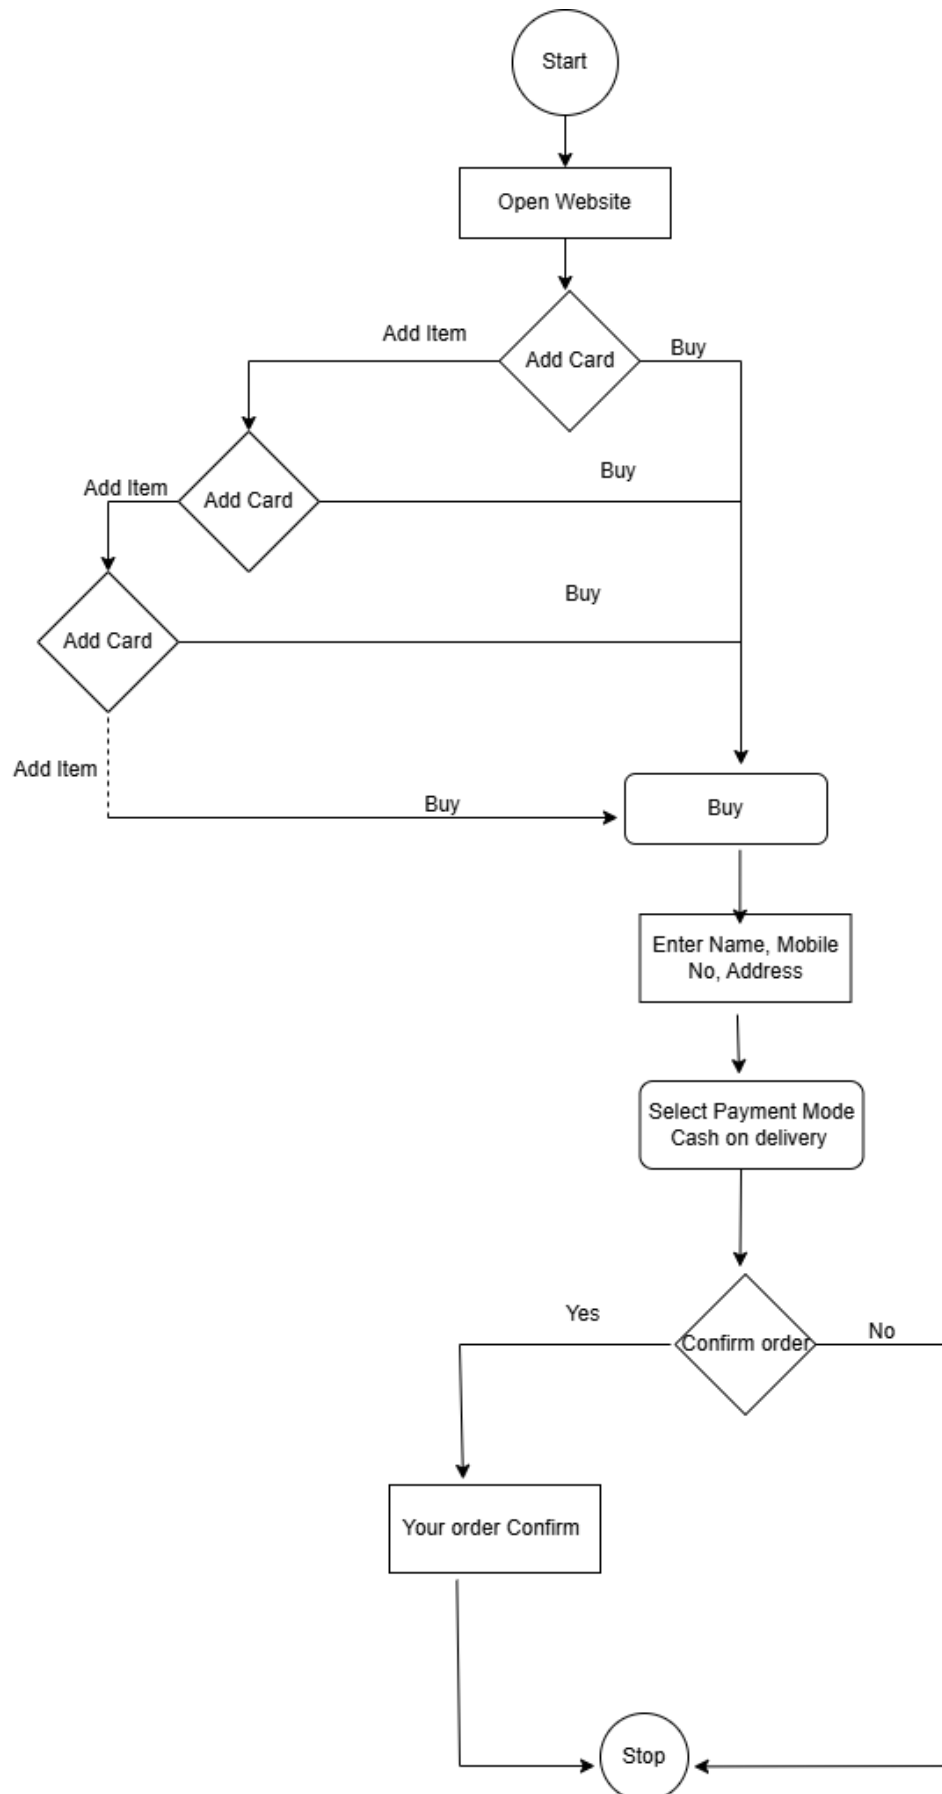 Start
Open Website
Add Item
Add Card
Buy
Add Item
Add Card
Buy
Add Card
Buy
Add Item
Buy
Buy
Enter Name, Mobile
No, Address
Select Payment Mode
Cash on delivery
Yes
Confirm order
No
Your order Confirm
Stop